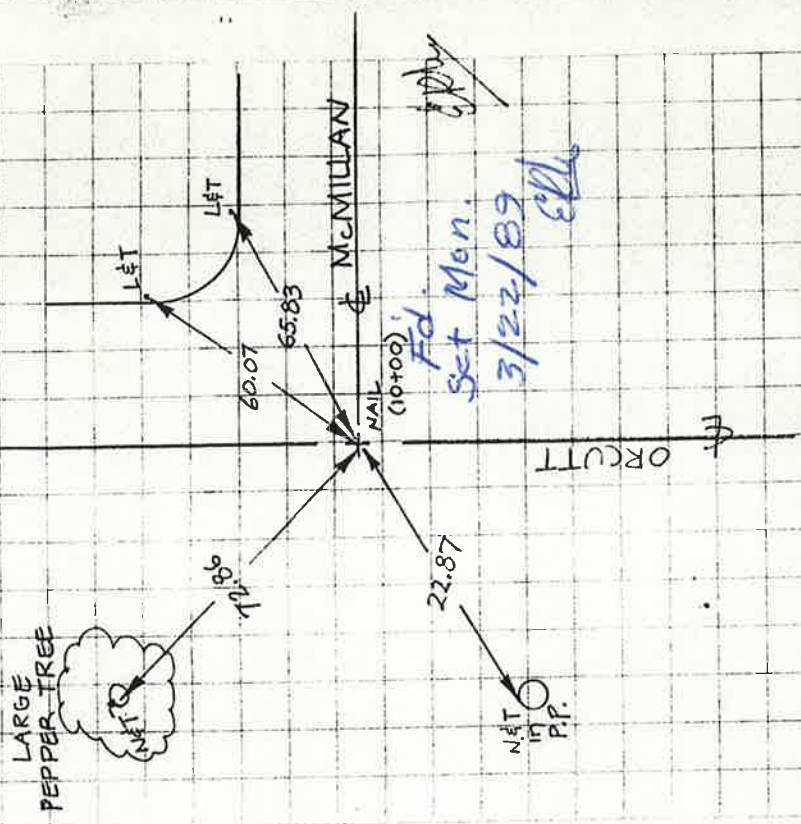 LARGE
PEPPER TREE
N&T
72.86
L&T
L&T
60.07
65.83
℄ McMILLAN
NAIL
(10+00)
Fd.
Set Mon.
3/22/89
22.87
N.&T
in
P.P.
ORCUTT ℄